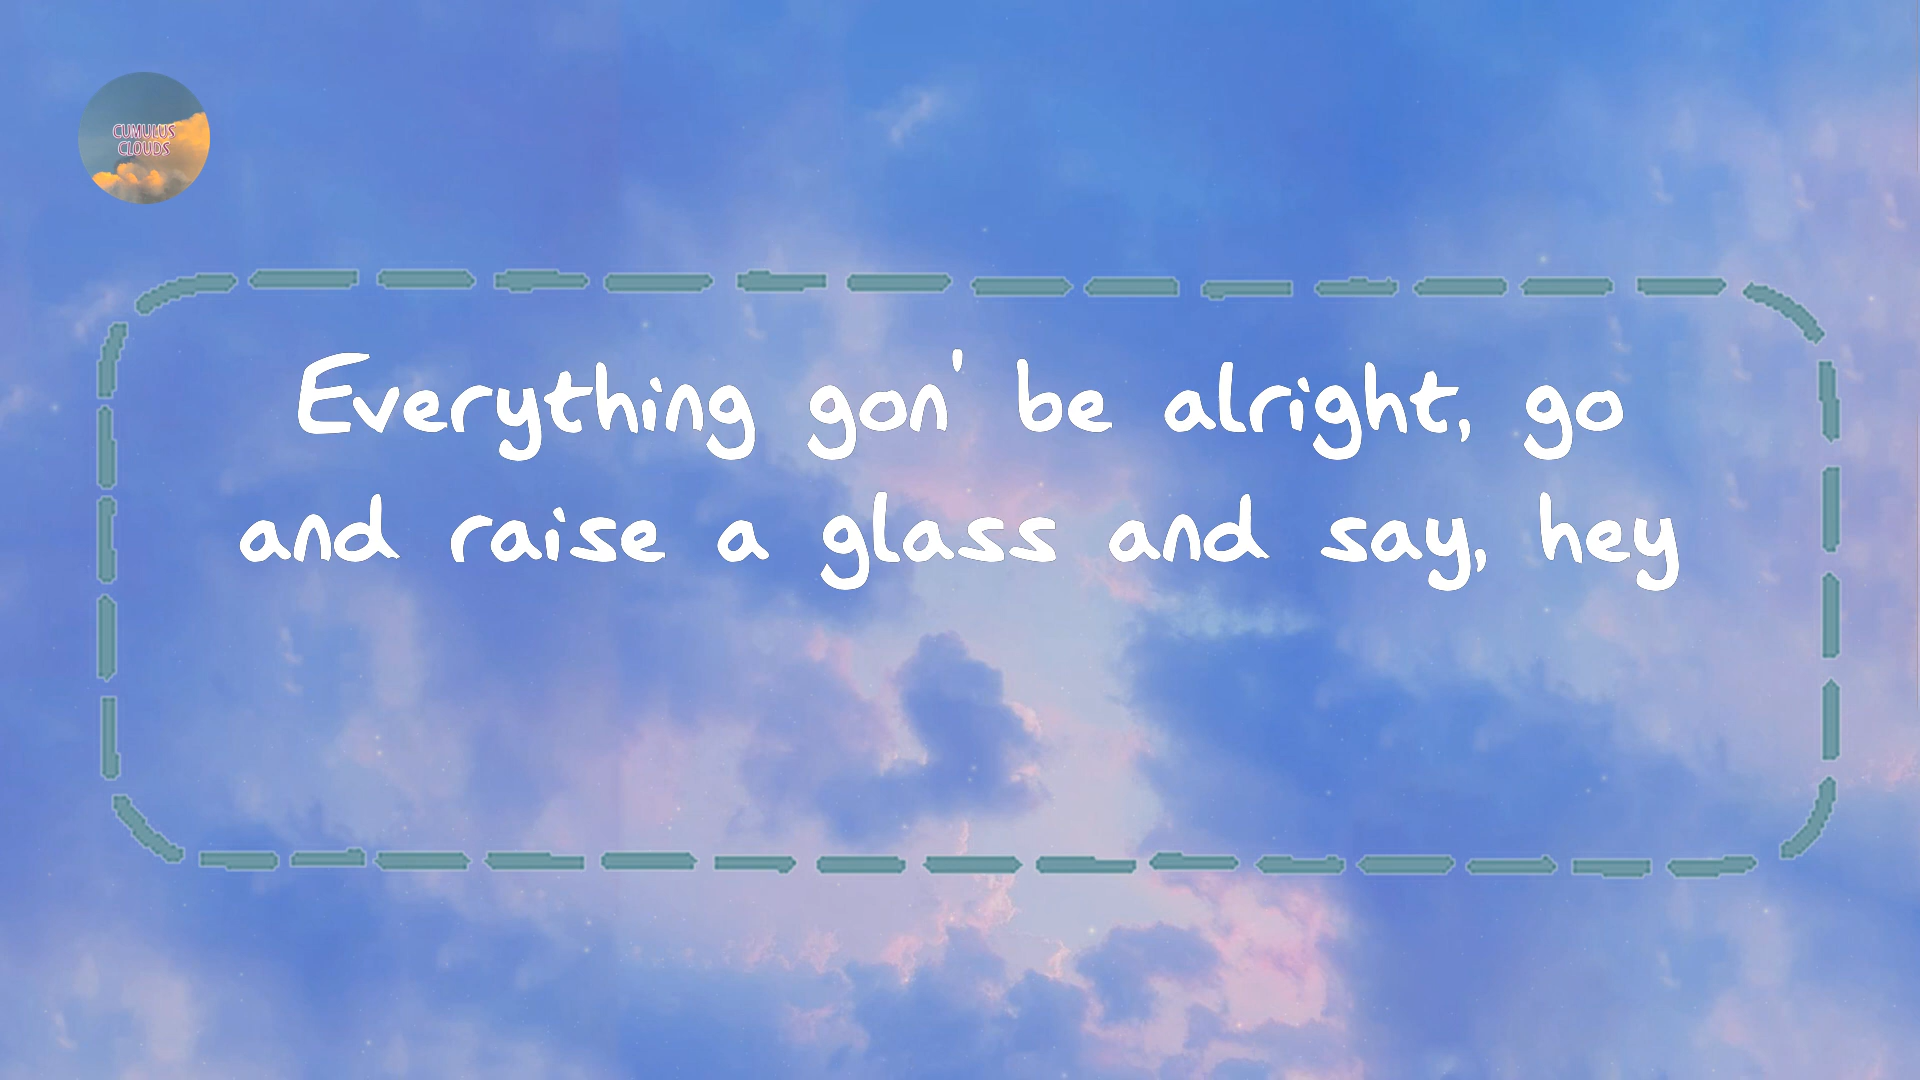 CUMULUS
CLOUDS
Everything gon' be alright, go
and raise a glass and say, hey